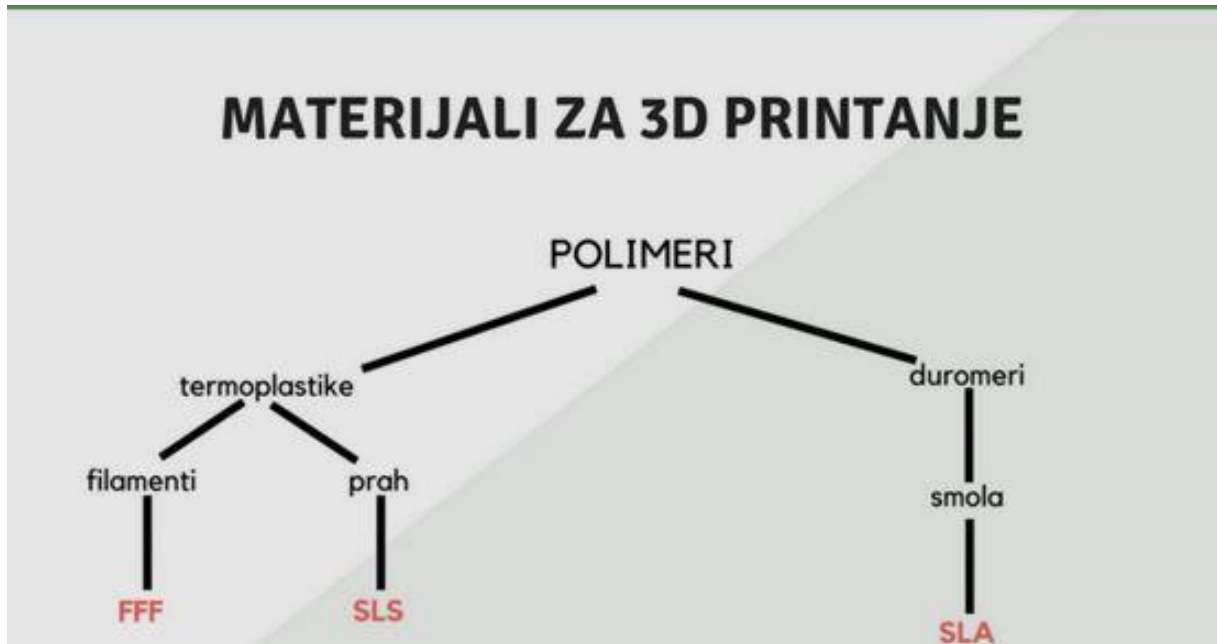 MATERIJALI ZA 3D PRINTANJE
POLIMERI
termoplastike
duromeri
filamenti
prah
smola
FFF
SLS
SLA